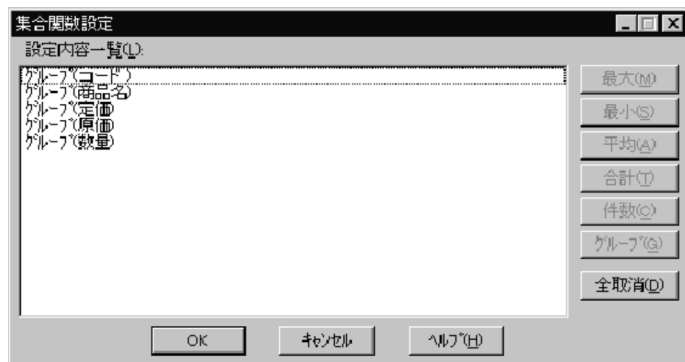 集合関数設定
設定内容一覧(L):
グループ(コード)
グループ(商品名)
グループ(定価)
グループ(原価)
グループ(数量)
最大(M)
最小(S)
平均(A)
合計(T)
件数(C)
グループ(G)
全取消(D)
OK
キャンセル
ヘルプ(H)